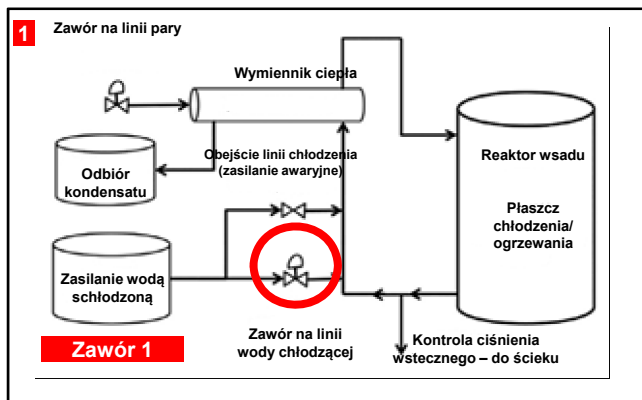 1
Zawór na linii pary
Wymiennik ciepła
Obejście linii chłodzenia
(zasilanie awaryjne)
Odbiór
kondensatu
Reaktor wsadu
Płaszcz
chłodzenia/
ogrzewania
Zasilanie wodą
schłodzoną
Zawór 1
Zawór na linii
wody chłodzącej
Kontrola ciśnienia
wstecznego – do ścieku